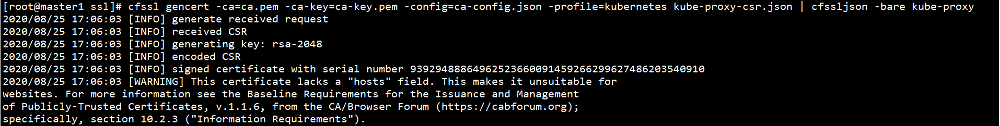 [root@master1 ssl]# cfssl gencert -ca=ca.pem -ca-key=ca-key.pem -config=ca-config.json -profile=kubernetes kube-proxy-csr.json | cfssljson -bare kube-proxy
2020/08/25 17:06:03 [INFO] generate received request
2020/08/25 17:06:03 [INFO] received CSR
2020/08/25 17:06:03 [INFO] generating key: rsa-2048
2020/08/25 17:06:03 [INFO] encoded CSR
2020/08/25 17:06:03 [INFO] signed certificate with serial number 93929488864962523660091459266299627486203540910
2020/08/25 17:06:03 [WARNING] This certificate lacks a "hosts" field. This makes it unsuitable for
websites. For more information see the Baseline Requirements for the Issuance and Management
of Publicly-Trusted Certificates, v.1.1.6, from the CA/Browser Forum (https://cabforum.org);
specifically, section 10.2.3 ("Information Requirements").